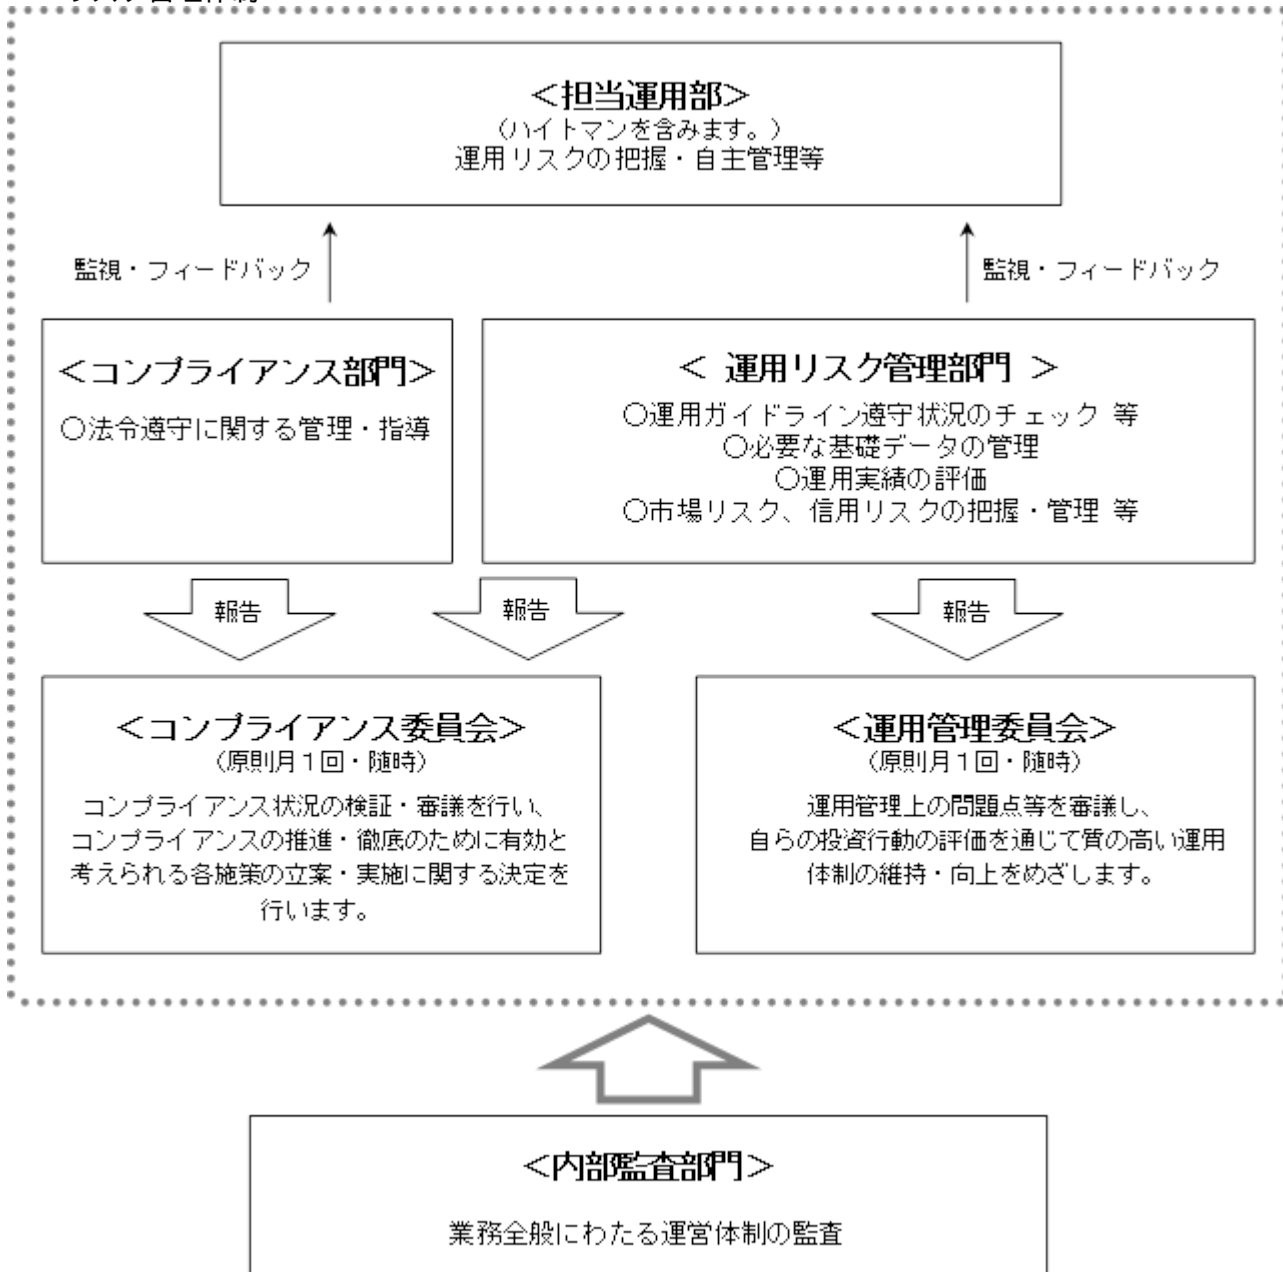 ＜担当運用部＞
（ハイトマンを含みます。）
運用リスクの把握・自主管理等
監視・フィードバック
監視・フィードバック
＜コンプライアンス部門＞
○法令遵守に関する管理・指導
＜ 運用リスク管理部門 ＞
○運用ガイドライン遵守状況のチェック 等
○必要な基礎データの管理
○運用実績の評価
○市場リスク、信用リスクの把握・管理 等
報告
報告
報告
＜コンプライアンス委員会＞
（原則月１回・随時）
コンプライアンス状況の検証・審議を行い、
コンプライアンスの推進・徹底のために有効と
考えられる各施策の立案・実施に関する決定を
行います。
＜運用管理委員会＞
（原則月１回・随時）
運用管理上の問題点等を審議し、
自らの投資行動の評価を通じて質の高い運用
体制の維持・向上をめざします。
＜内部監査部門＞
業務全般にわたる運営体制の監査